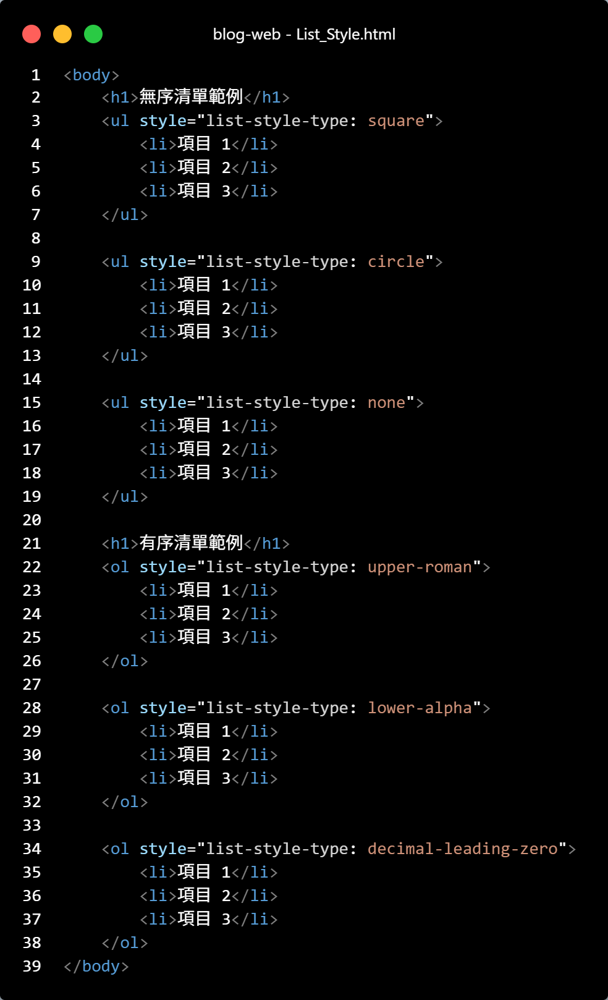 blog-web - List_Style.html
1 <body>
2     <h1>無序清單範例</h1>
3     <ul style="list-style-type: square">
4         <li>項目 1</li>
5         <li>項目 2</li>
6         <li>項目 3</li>
7     </ul>
8
9     <ul style="list-style-type: circle">
10         <li>項目 1</li>
11         <li>項目 2</li>
12         <li>項目 3</li>
13     </ul>
14
15     <ul style="list-style-type: none">
16         <li>項目 1</li>
17         <li>項目 2</li>
18         <li>項目 3</li>
19     </ul>
20
21     <h1>有序清單範例</h1>
22     <ol style="list-style-type: upper-roman">
23         <li>項目 1</li>
24         <li>項目 2</li>
25         <li>項目 3</li>
26     </ol>
27
28     <ol style="list-style-type: lower-alpha">
29         <li>項目 1</li>
30         <li>項目 2</li>
31         <li>項目 3</li>
32     </ol>
33
34     <ol style="list-style-type: decimal-leading-zero">
35         <li>項目 1</li>
36         <li>項目 2</li>
37         <li>項目 3</li>
38     </ol>
39 </body>